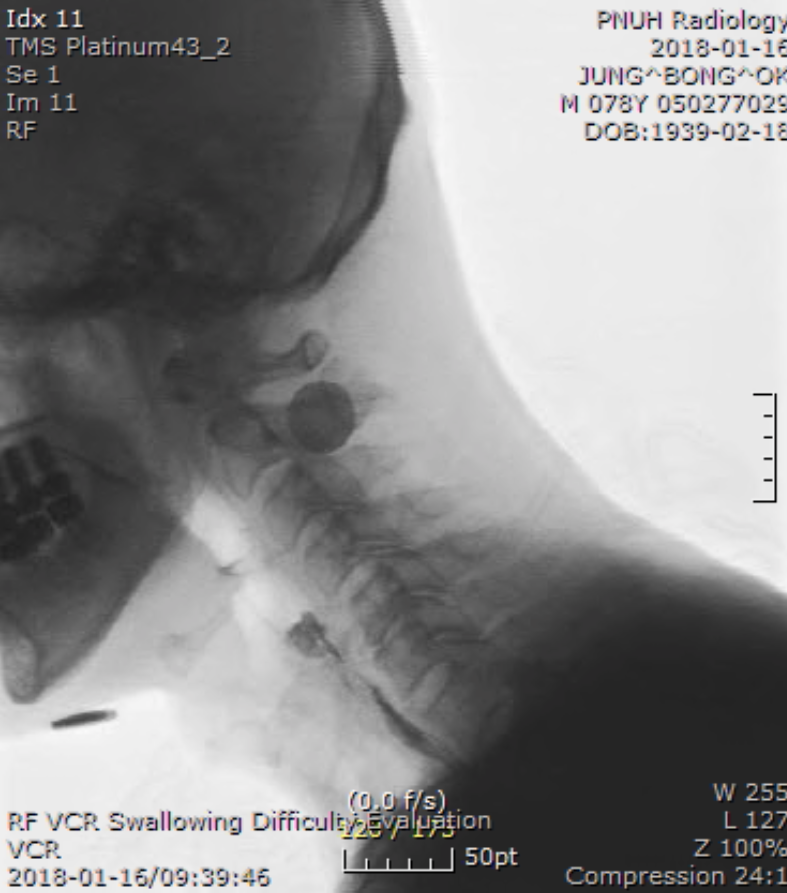 Idx 11
TMS Platinum43_2
Se 1
Im 11
RF
PNUH Radiology
2018-01-16
JUNG^BONG^OK
M 078Y 050277029
DOB:1939-02-18
(0.0 f/s)
RF VCR Swallowing Difficulty Evaluation
VCR
2018-01-16/09:39:46
50pt
W 255
L 127
Z 100%
Compression 24:1